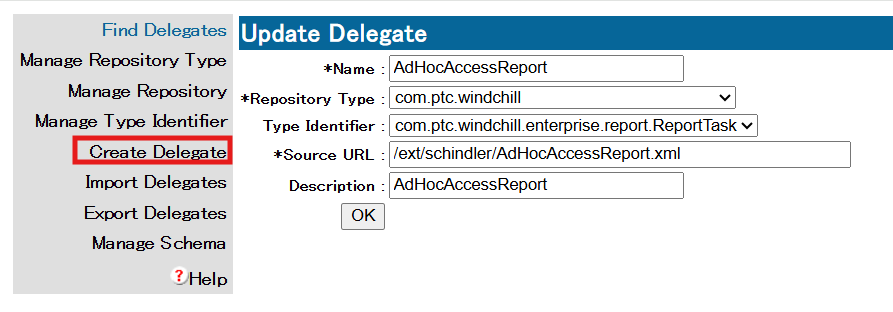 Find Delegates
Manage Repository Type
Manage Repository
Manage Type Identifier
Create Delegate
Import Delegates
Export Delegates
Manage Schema
?Help
Update Delegate
*Name : AdHocAccessReport
*Repository Type : com.ptc.windchill
Type Identifier : com.ptc.windchill.enterprise.report.ReportTask
*Source URL : /ext/schindler/AdHocAccessReport.xml
Description : AdHocAccessReport
OK